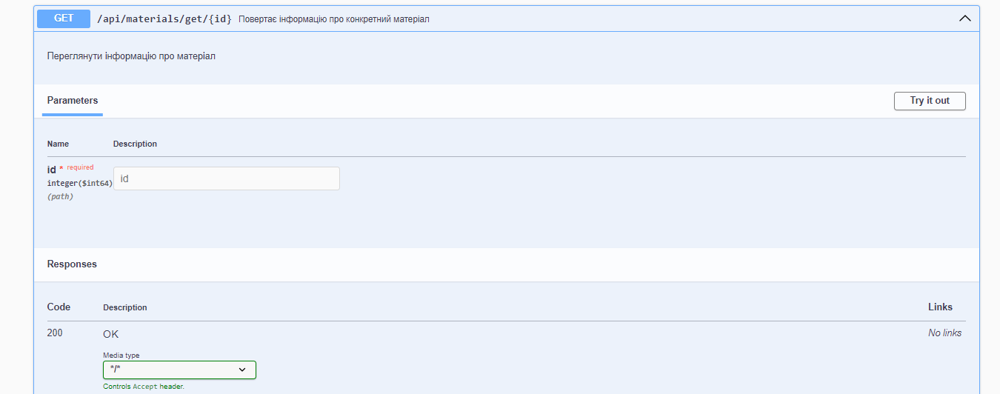 GET /api/materials/get/{id} Повертає інформацію про конкретний матеріал
Переглянути інформацію про матеріал
Parameters Try it out
Name Description
id * required id
integer($int64)
(path)
Responses
Code Description Links
200 OK No links
Media type
*/*
Controls Accept header.